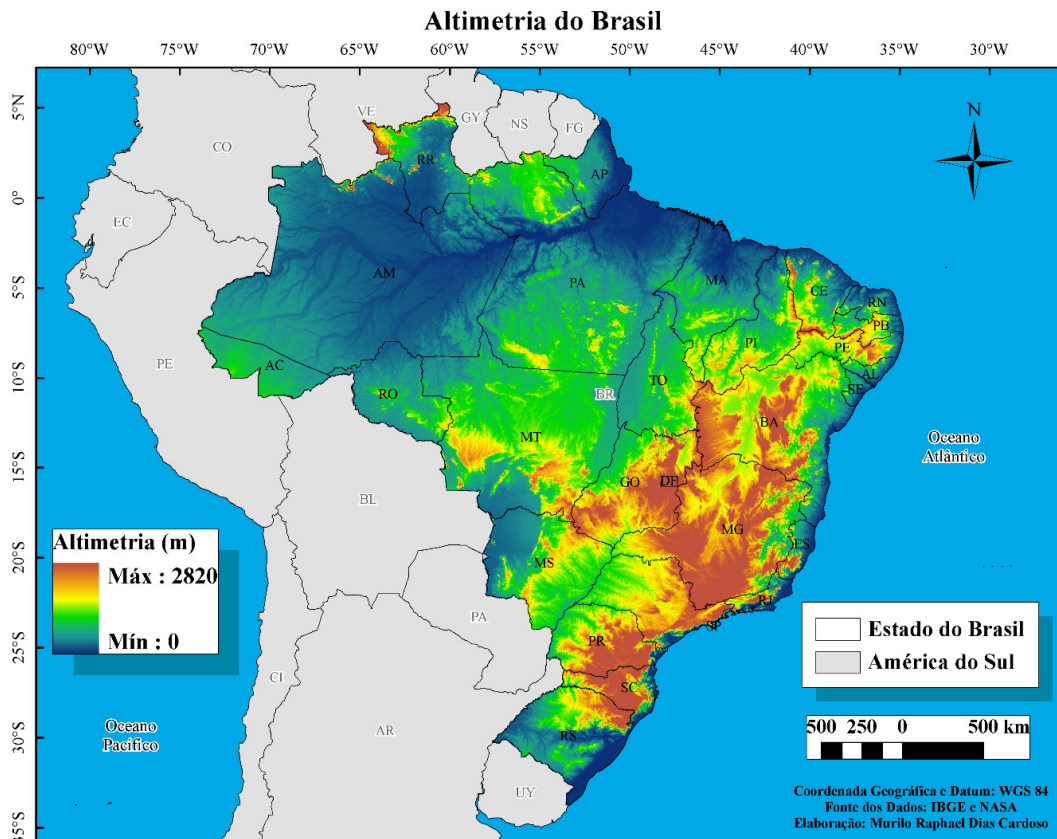 Altimetria do Brasil
80°W 75°W 70°W 65°W 60°W 55°W 50°W 45°W 40°W 35°W 30°W
5°N
0°
5°S
10°S
15°S
20°S
25°S
30°S
35°S
N
VE
GY
NS
FG
CO
RR
AP
EC
AM
PA
MA
CE
RN
PB
PE
PI
PE
AL
SE
AC
RO
TO
BR
BA
MT
Oceano
Atlântico
GO
DF
BL
MG
ES
MS
RJ
SP
PA
PR
CI
SC
AR
RS
Oceano
Pacífico
UY
Altimetria (m)
Máx : 2820
Mín : 0
Estado do Brasil
América do Sul
500 250 0 500 km
Coordenada Geográfica e Datum: WGS 84
Fonte dos Dados: IBGE e NASA
Elaboração: Murilo Raphael Dias Cardoso